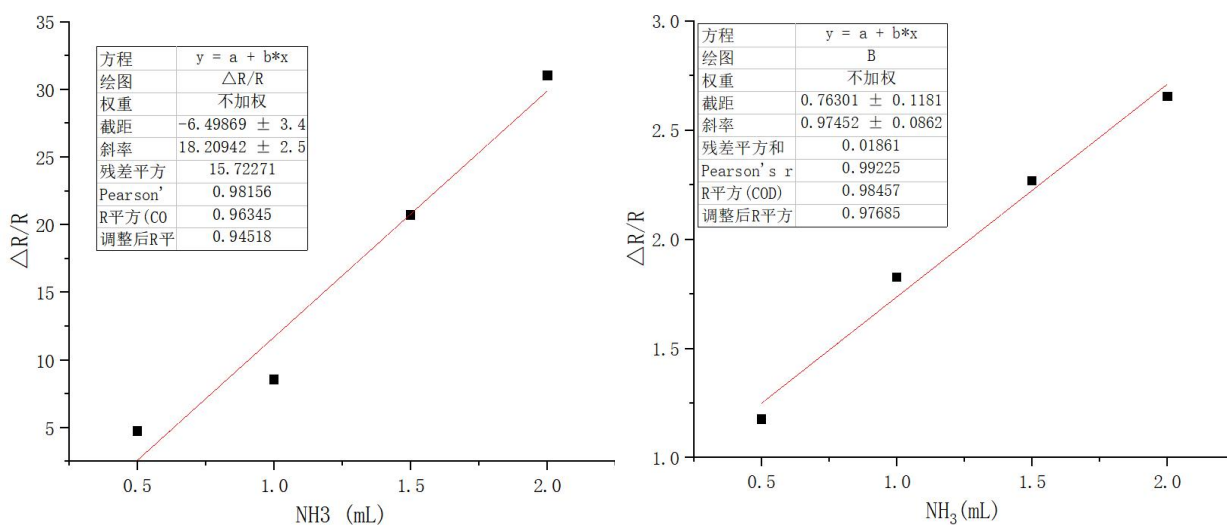 35
30
25
20
15
10
5
△R/R
0.5 1.0 1.5 2.0
NH3 (mL)
方程 y = a + b*x
绘图 △R/R
权重 不加权
截距 -6.49869 ± 3.4
斜率 18.20942 ± 2.5
残差平方 15.72271
Pearson' 0.98156
R平方(CO 0.96345
调整后R平 0.94518
3.0
2.5
2.0
1.5
1.0
△R/R
0.5 1.0 1.5 2.0
NH₃(mL)
方程 y = a + b*x
绘图 B
权重 不加权
截距 0.76301 ± 0.1181
斜率 0.97452 ± 0.0862
残差平方和 0.01861
Pearson's r 0.99225
R平方(COD) 0.98457
调整后R平方 0.97685